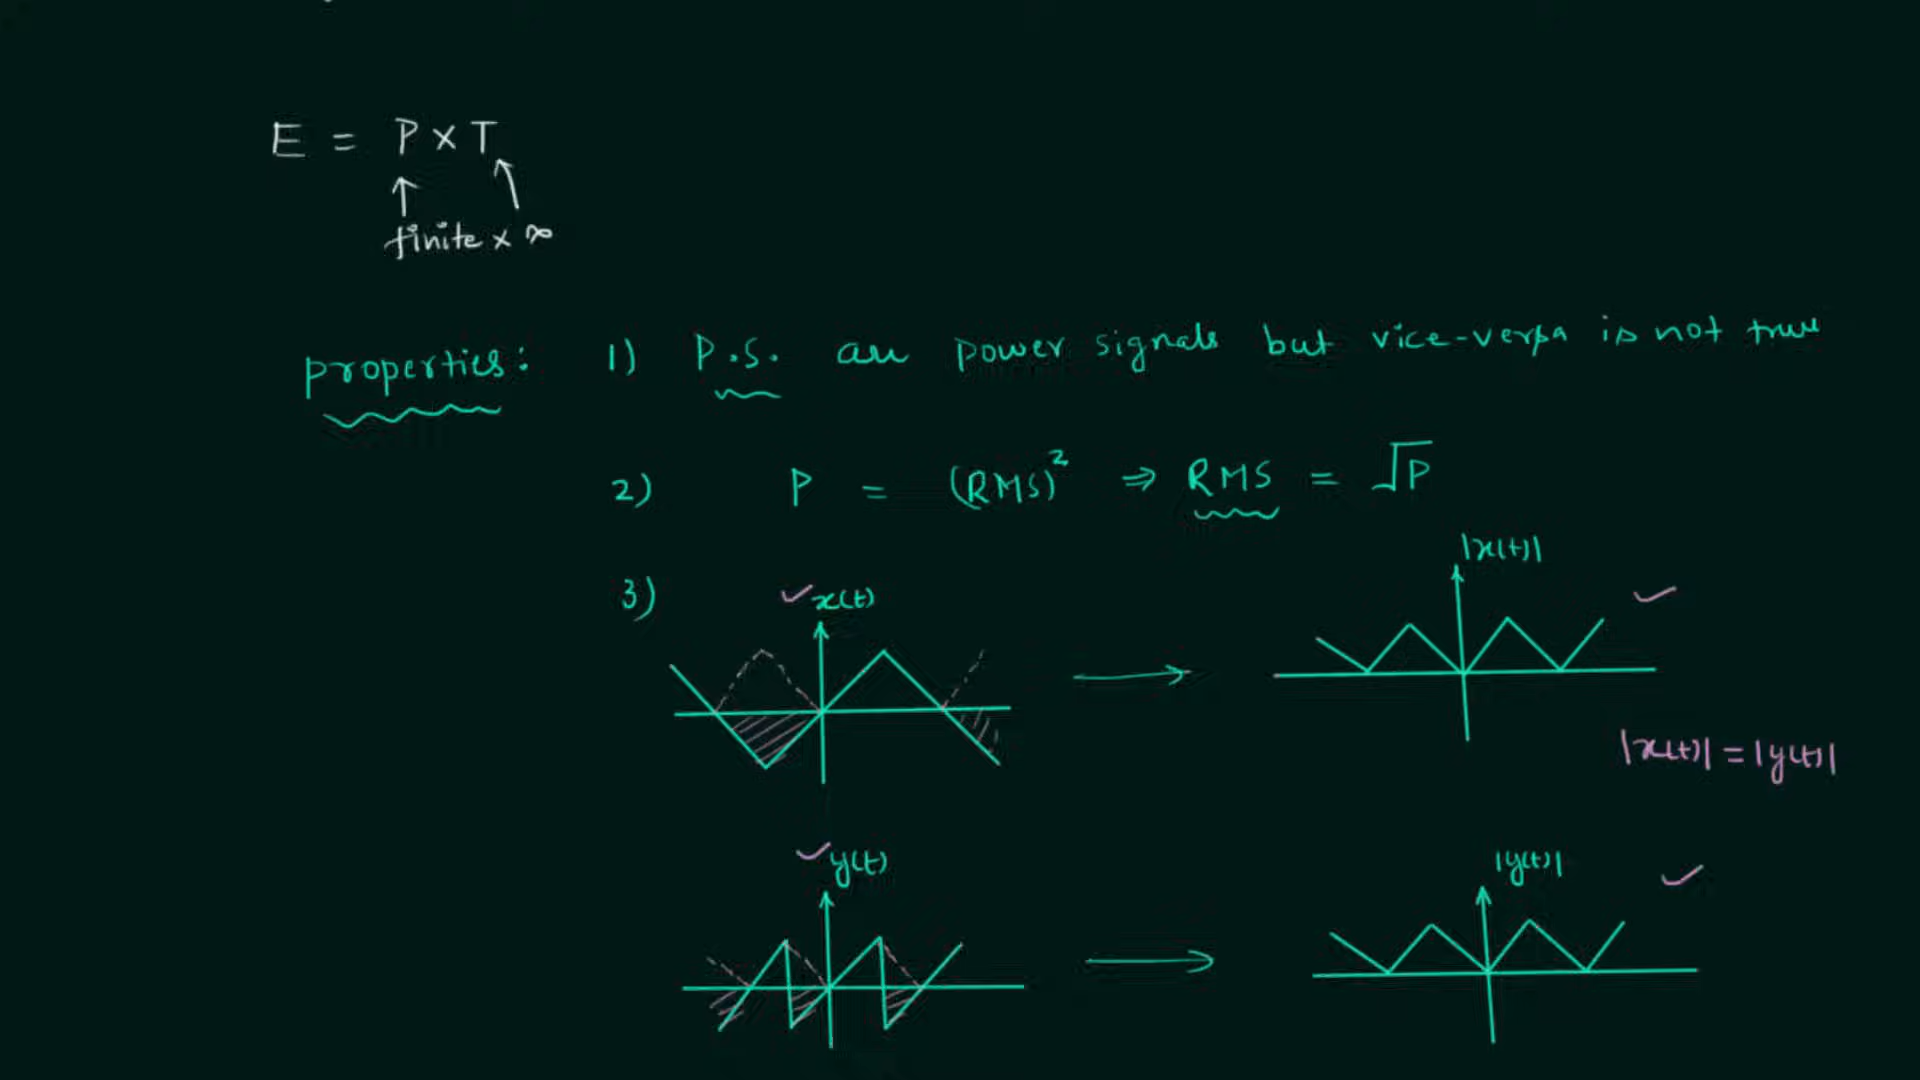 E = P × T
finite × ∞
properties: 1) P.S. are power signals but vice-versa is not true
2) P = (RMS)² ⇒ RMS = √P
|x(t)|
3) x(t)
|x(t)| = |y(t)|
y(t) |y(t)|